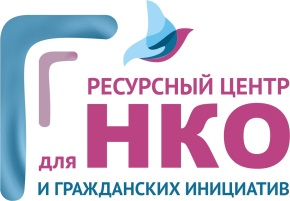 РЕСУРСНЫЙ ЦЕНТР
для НКО
И ГРАЖДАНСКИХ ИНИЦИАТИВ